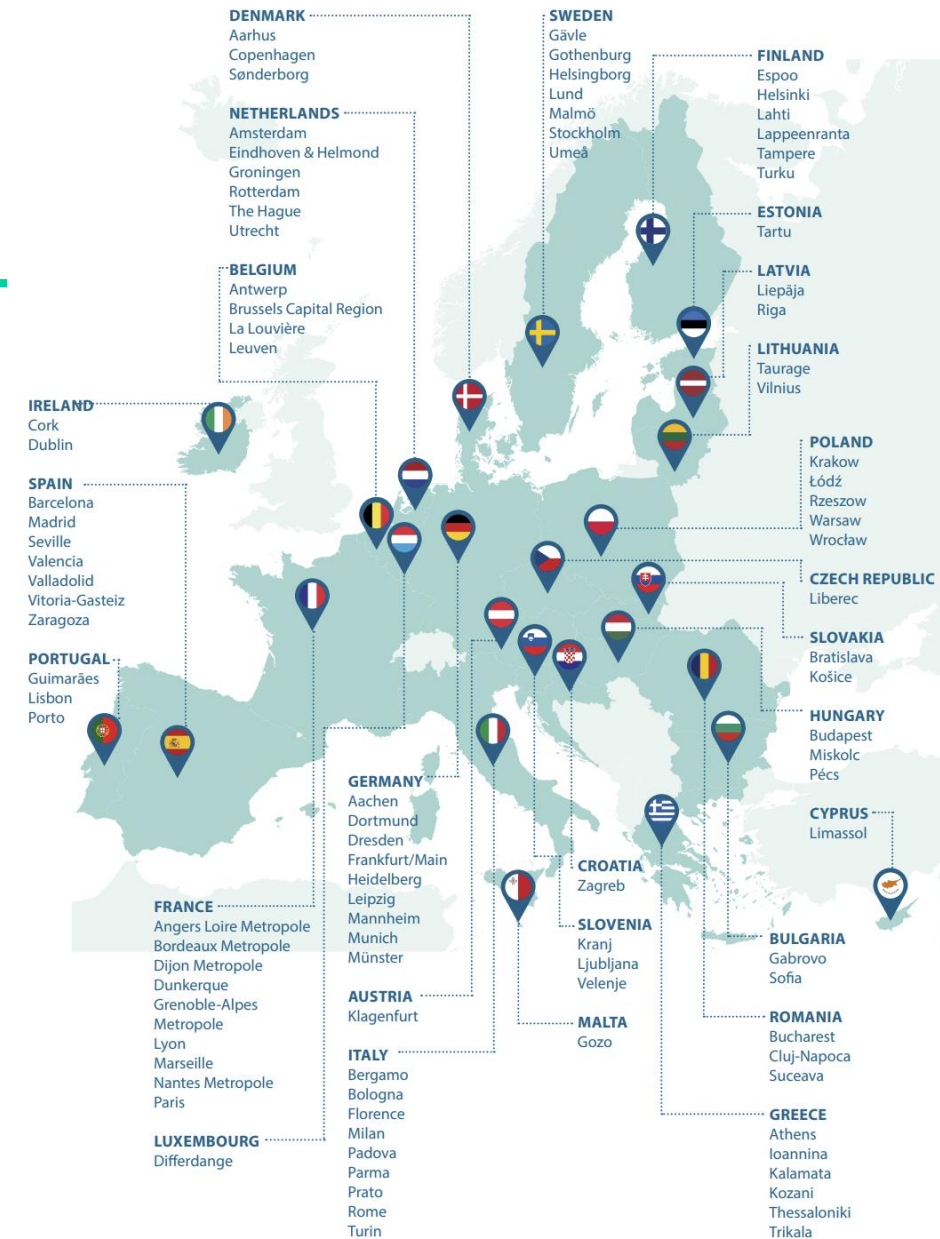 DENMARK
Aarhus
Copenhagen
Sønderborg
NETHERLANDS
Amsterdam
Eindhoven & Helmond
Groningen
Rotterdam
The Hague
Utrecht
BELGIUM
Antwerp
Brussels Capital Region
La Louvière
Leuven
IRELAND
Cork
Dublin
SPAIN
Barcelona
Madrid
Seville
Valencia
Valladolid
Vitoria-Gasteiz
Zaragoza
PORTUGAL
Guimarães
Lisbon
Porto
SWEDEN
Gävle
Gothenburg
Helsingborg
Lund
Malmö
Stockholm
Umeå
FINLAND
Espoo
Helsinki
Lahti
Lappeenranta
Tampere
Turku
ESTONIA
Tartu
LATVIA
Liepāja
Riga
LITHUANIA
Taurage
Vilnius
POLAND
Krakow
Łódź
Rzeszow
Warsaw
Wrocław
CZECH REPUBLIC
Liberec
SLOVAKIA
Bratislava
Košice
HUNGARY
Budapest
Miskolc
Pécs
CYPRUS
Limassol
FRANCE
Angers Loire Metropole
Bordeaux Metropole
Dijon Metropole
Dunkerque
Grenoble-Alpes
Metropole
Lyon
Marseille
Nantes Metropole
Paris
LUXEMBOURG
Differdange
GERMANY
Aachen
Dortmund
Dresden
Frankfurt/Main
Heidelberg
Leipzig
Mannheim
Munich
Münster
AUSTRIA
Klagenfurt
ITALY
Bergamo
Bologna
Florence
Milan
Padova
Parma
Prato
Rome
Turin
CROATIA
Zagreb
SLOVENIA
Kranj
Ljubljana
Velenje
MALTA
Gozo
BULGARIA
Gabrovo
Sofia
ROMANIA
Bucharest
Cluj-Napoca
Suceava
GREECE
Athens
Ioannina
Kalamata
Kozani
Thessaloniki
Trikala